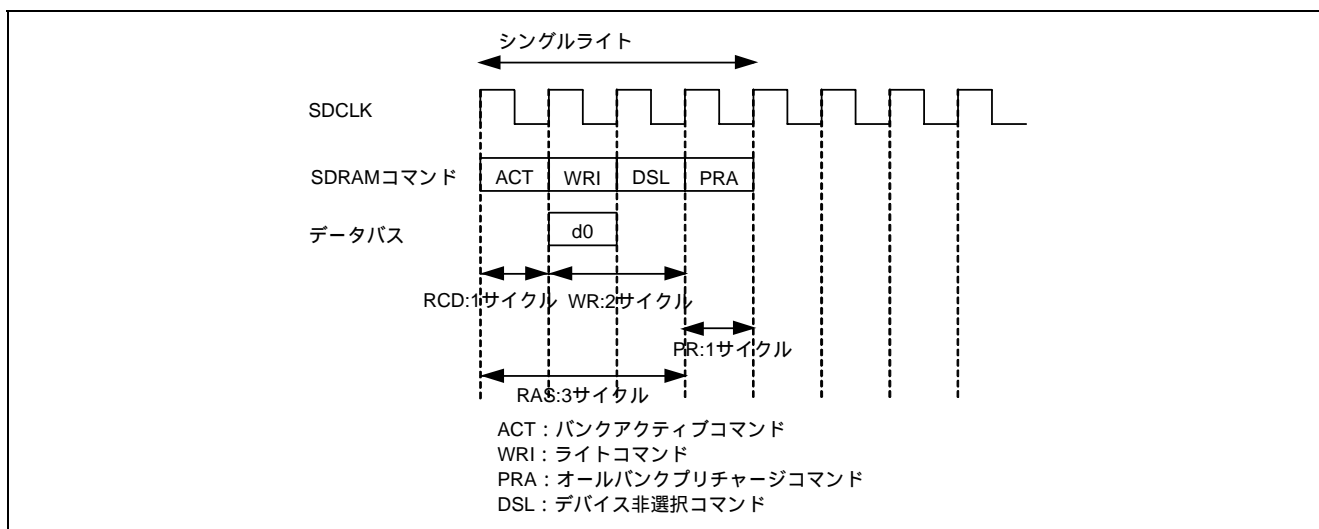 シングルライト
SDCLK
SDRAMコマンド ACT WRI DSL PRA
データバス d0
RCD:1サイクル WR:2サイクル
PR:1サイクル
RAS:3サイクル
ACT：バンクアクティブコマンド
WRI：ライトコマンド
PRA：オールバンクプリチャージコマンド
DSL：デバイス非選択コマンド